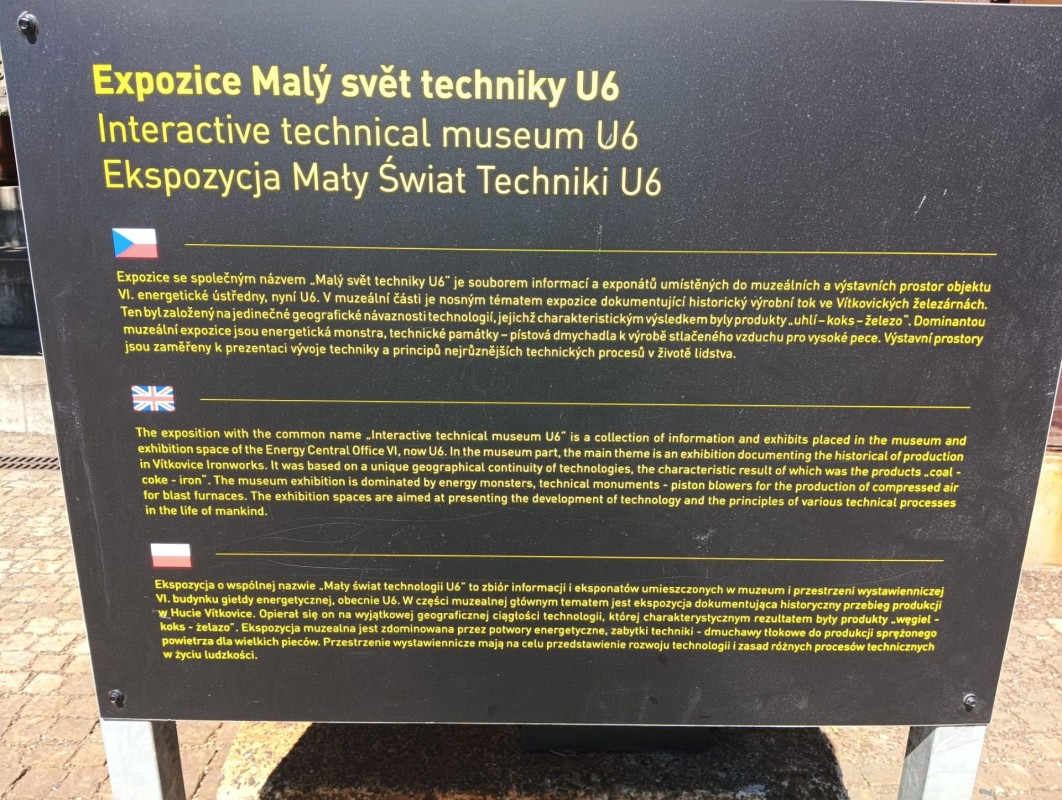 Expozice Malý svět techniky U6
Interactive technical museum U6
Ekspozycja Mały Świat Techniki U6
Expozice se společným názvem „Malý svět techniky U6" je souborem informací a exponátů umístěných do muzeálních a výstavních prostor objektu
VI. energetické ústředny, nyní U6. V muzeální části je nosným tématem expozice dokumentující historický výrobní tok ve Vítkovických železárnách.
Ten byl založený na jedinečné geografické návaznosti technologií, jejichž charakteristickým výsledkem byly produkty „uhlí – koks – železo". Dominantou
muzeální expozice jsou energetická monstra, technické památky – pístová dmychadla k výrobě stlačeného vzduchu pro vysoké pece. Výstavní prostory
jsou zaměřeny k prezentaci vývoje techniky a principů nejrůznějších technických procesů v životě lidstva.
The exposition with the common name „Interactive technical museum U6" is a collection of information and exhibits placed in the museum and
exhibition space of the Energy Central Office VI, now U6. In the museum part, the main theme is an exhibition documenting the historical of production
in Vítkovice Ironworks. It was based on a unique geographical continuity of technologies, the characteristic result of which was the products „coal -
coke - iron". The museum exhibition is dominated by energy monsters, technical monuments - piston blowers for the production of compressed air
for blast furnaces. The exhibition spaces are aimed at presenting the development of technology and the principles of various technical processes
in the life of mankind.
Ekspozycja o wspólnej nazwie „Mały świat technologii U6" to zbiór informacji i eksponatów umieszczonych w muzeum i przestrzeni wystawienniczej
VI. budynku giełdy energetycznej, obecnie U6. W części muzealnej głównym tematem jest ekspozycja dokumentująca historyczny przebieg produkcji
w Hucie Vítkovice. Opierał się on na wyjątkowej geograficznej ciągłości technologii, której charakterystycznym rezultatem były produkty „węgiel -
koks - żelazo". Ekspozycja muzealna jest zdominowana przez potwory energetyczne, zabytki techniki - dmuchawy tłokowe do produkcji sprężonego
powietrza dla wielkich pieców. Przestrzenie wystawiennicze mają na celu przedstawienie rozwoju technologii i zasad różnych procesów technicznych
w życiu ludzkości.